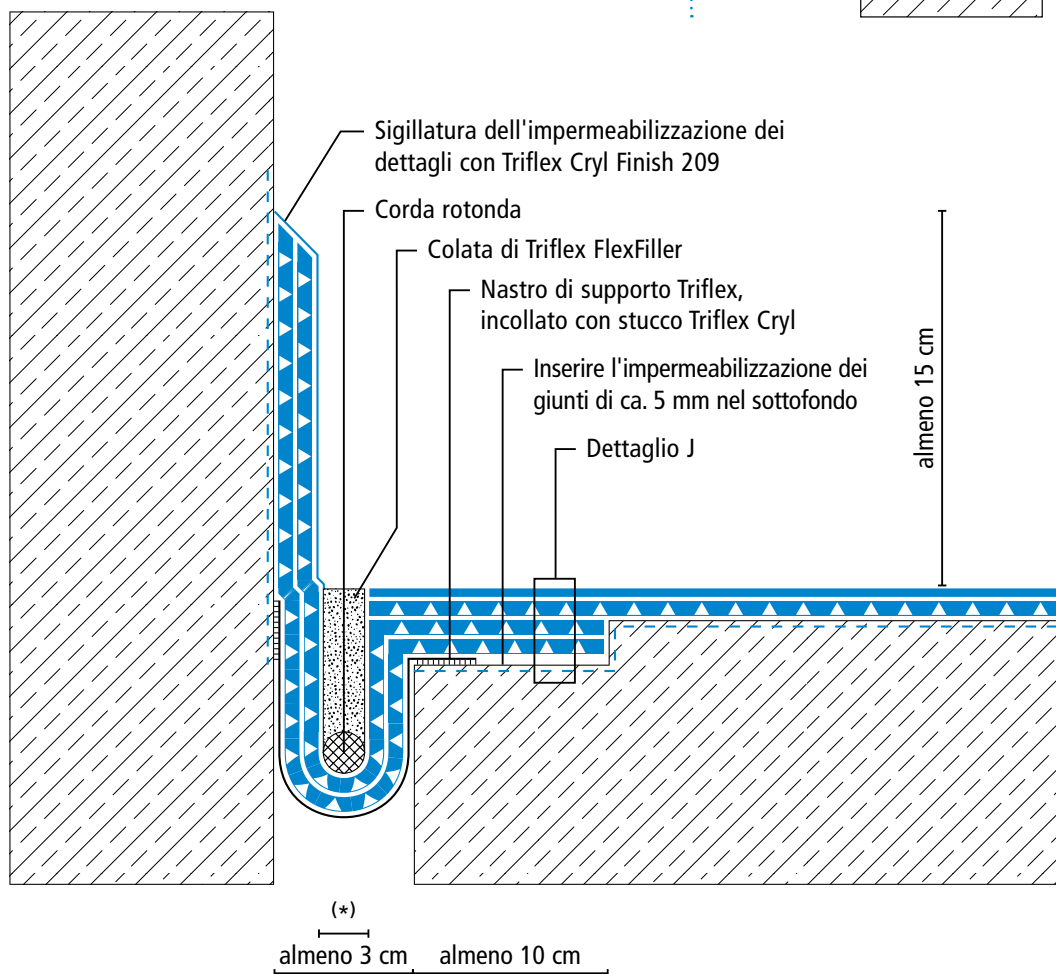 Sigillatura dell'impermeabilizzazione dei
dettagli con Triflex Cryl Finish 209
Corda rotonda
Colata di Triflex FlexFiller
Nastro di supporto Triflex,
incollato con stucco Triflex Cryl
Inserire l'impermeabilizzazione dei
giunti di ca. 5 mm nel sottofondo
Dettaglio J
almeno 15 cm
(*)
almeno 3 cm
almeno 10 cm